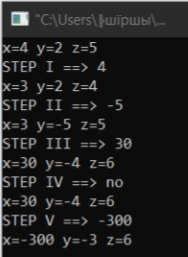 "C:\Users\╠шїршы\...
x=4 y=2 z=5
STEP I ==> 4
x=3 y=2 z=4
STEP II ==> -5
x=3 y=-5 z=5
STEP III ==> 30
x=30 y=-4 z=6
STEP IV ==> no
x=30 y=-4 z=6
STEP V ==> -300
x=-300 y=-3 z=6